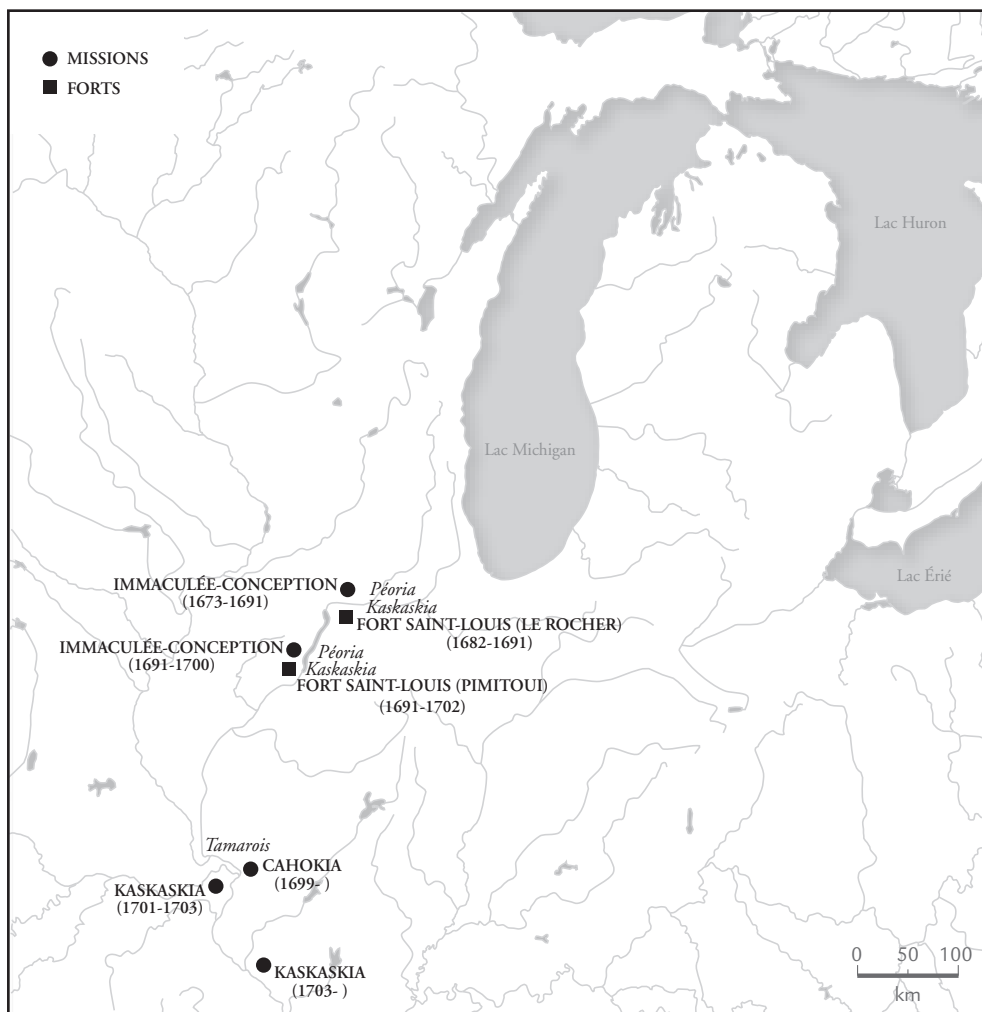 MISSIONS
FORTS
Lac Huron
Lac Michigan
Lac Érié
IMMACULÉE-CONCEPTION
(1673-1691)
Péoria
Kaskaskia
FORT SAINT-LOUIS (LE ROCHER)
(1682-1691)
IMMACULÉE-CONCEPTION
(1691-1700)
Péoria
Kaskaskia
FORT SAINT-LOUIS (PIMITOUI)
(1691-1702)
Tamarois
CAHOKIA
(1699- )
KASKASKIA
(1701-1703)
KASKASKIA
(1703- )
0 50 100
km